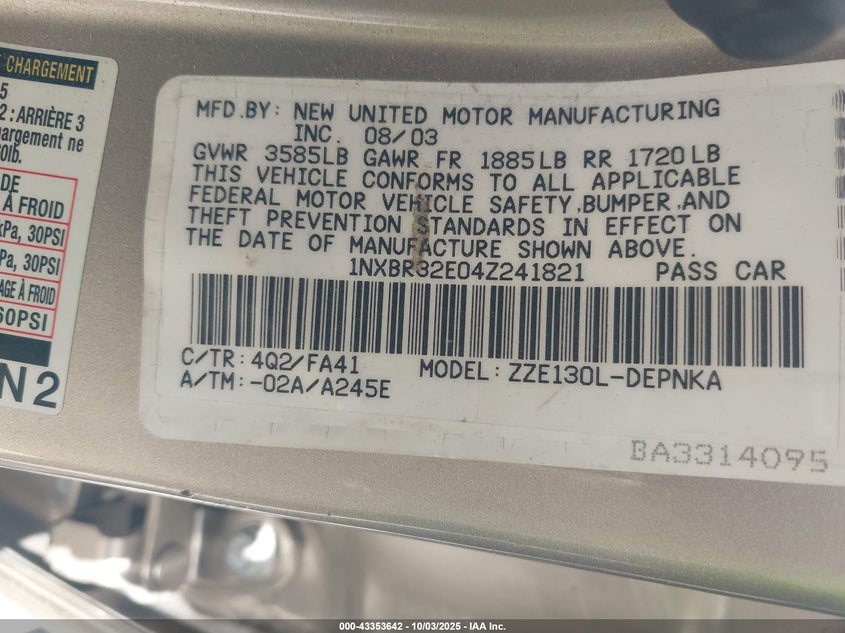 CHARGEMENT
5
2 : ARRIÈRE 3
argement ne
roib.
DE
À FROID
kPa, 30PSI
Pa, 30PSI
AGE À FROID
60PSI
N2
MFD.BY: NEW UNITED MOTOR MANUFACTURING
INC. 08/03
GVWR 3585LB GAWR FR 1885LB RR 1720LB
THIS VEHICLE CONFORMS TO ALL APPLICABLE
FEDERAL MOTOR VEHICLE SAFETY,BUMPER,AND
THEFT PREVENTION STANDARDS IN EFFECT ON
THE DATE OF MANUFACTURE SHOWN ABOVE.
1NXBR32E04Z241821 PASS CAR
C/TR: 4Q2/FA41 MODEL: ZZE130L-DEPNKA
A/TM:-02A/A245E
BA3314095
000-43353642 - 10/03/2025 - IAA Inc.